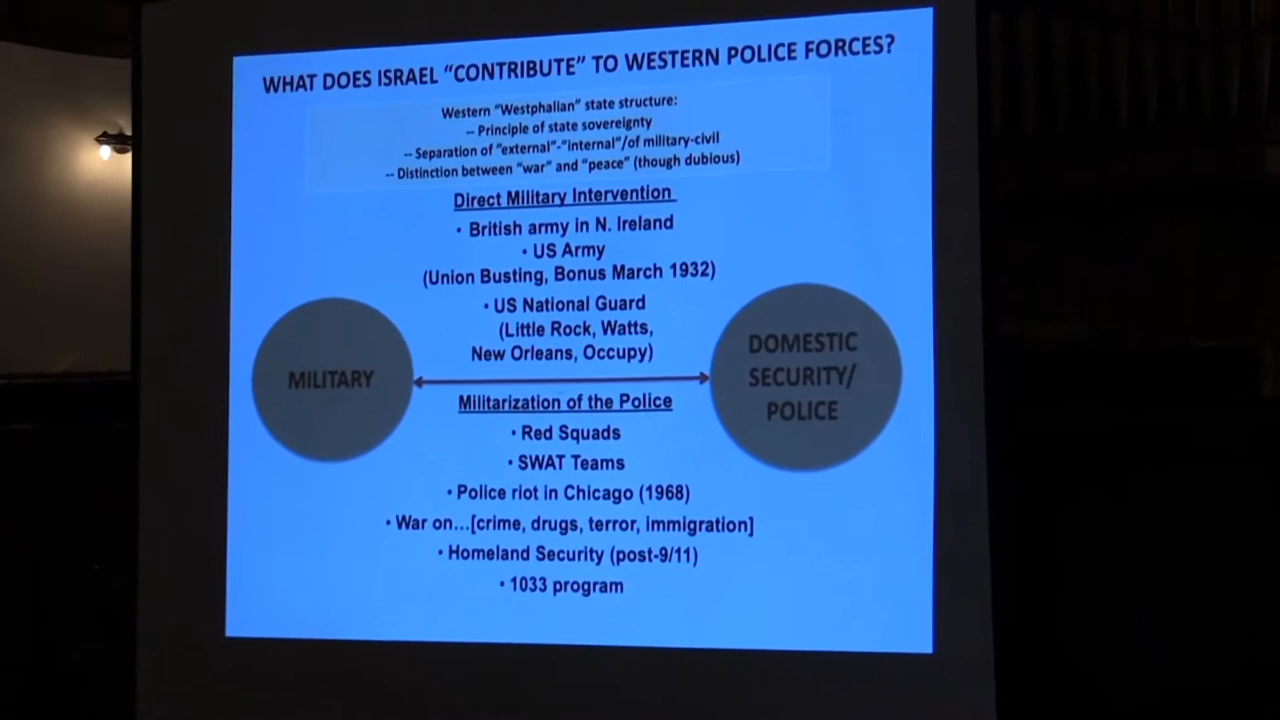 WHAT DOES ISRAEL "CONTRIBUTE" TO WESTERN POLICE FORCES?
Western "Westphalian" state structure:
-- Principle of state sovereignty
-- Separation of "external"-"internal"/of military-civil
-- Distinction between "war" and "peace" (though dubious)
Direct Military Intervention
• British army in N. Ireland
• US Army
(Union Busting, Bonus March 1932)
• US National Guard
(Little Rock, Watts,
New Orleans, Occupy)
MILITARY
DOMESTIC
SECURITY/
POLICE
Militarization of the Police
• Red Squads
• SWAT Teams
• Police riot in Chicago (1968)
• War on...[crime, drugs, terror, immigration]
• Homeland Security (post-9/11)
• 1033 program